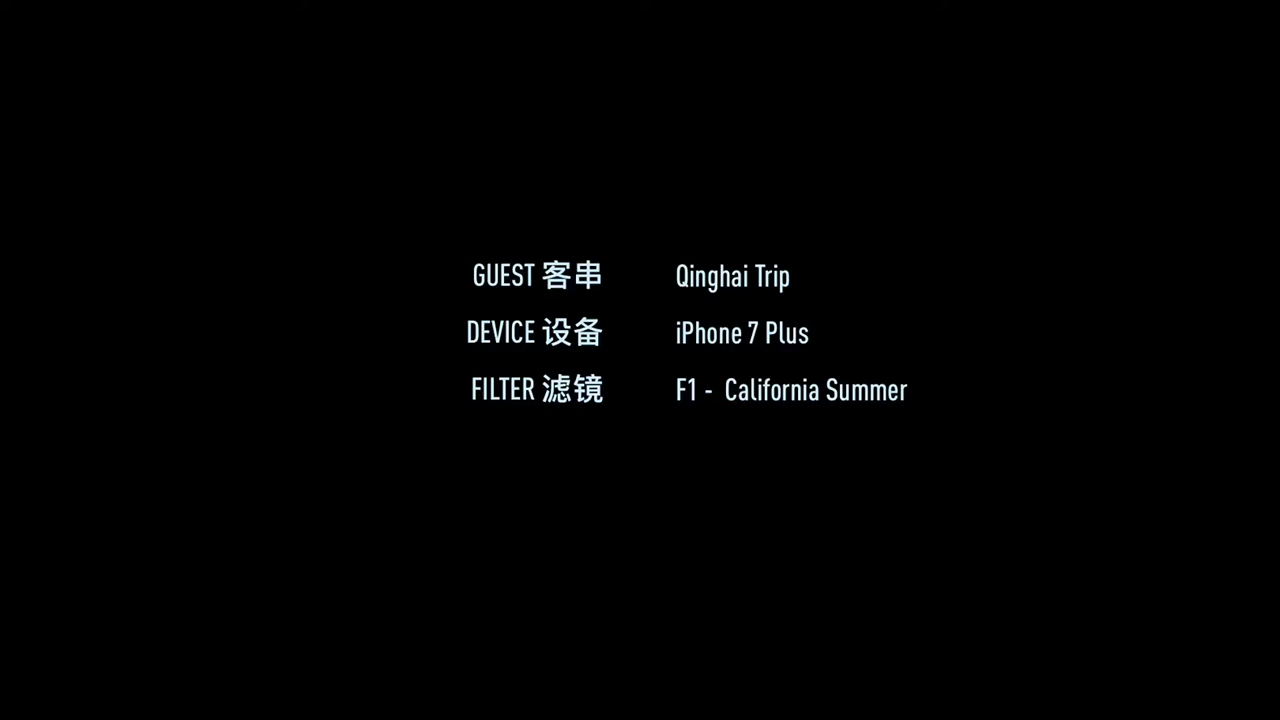 GUEST 客串 Qinghai Trip
DEVICE 设备 iPhone 7 Plus
FILTER 滤镜 F1 - California Summer